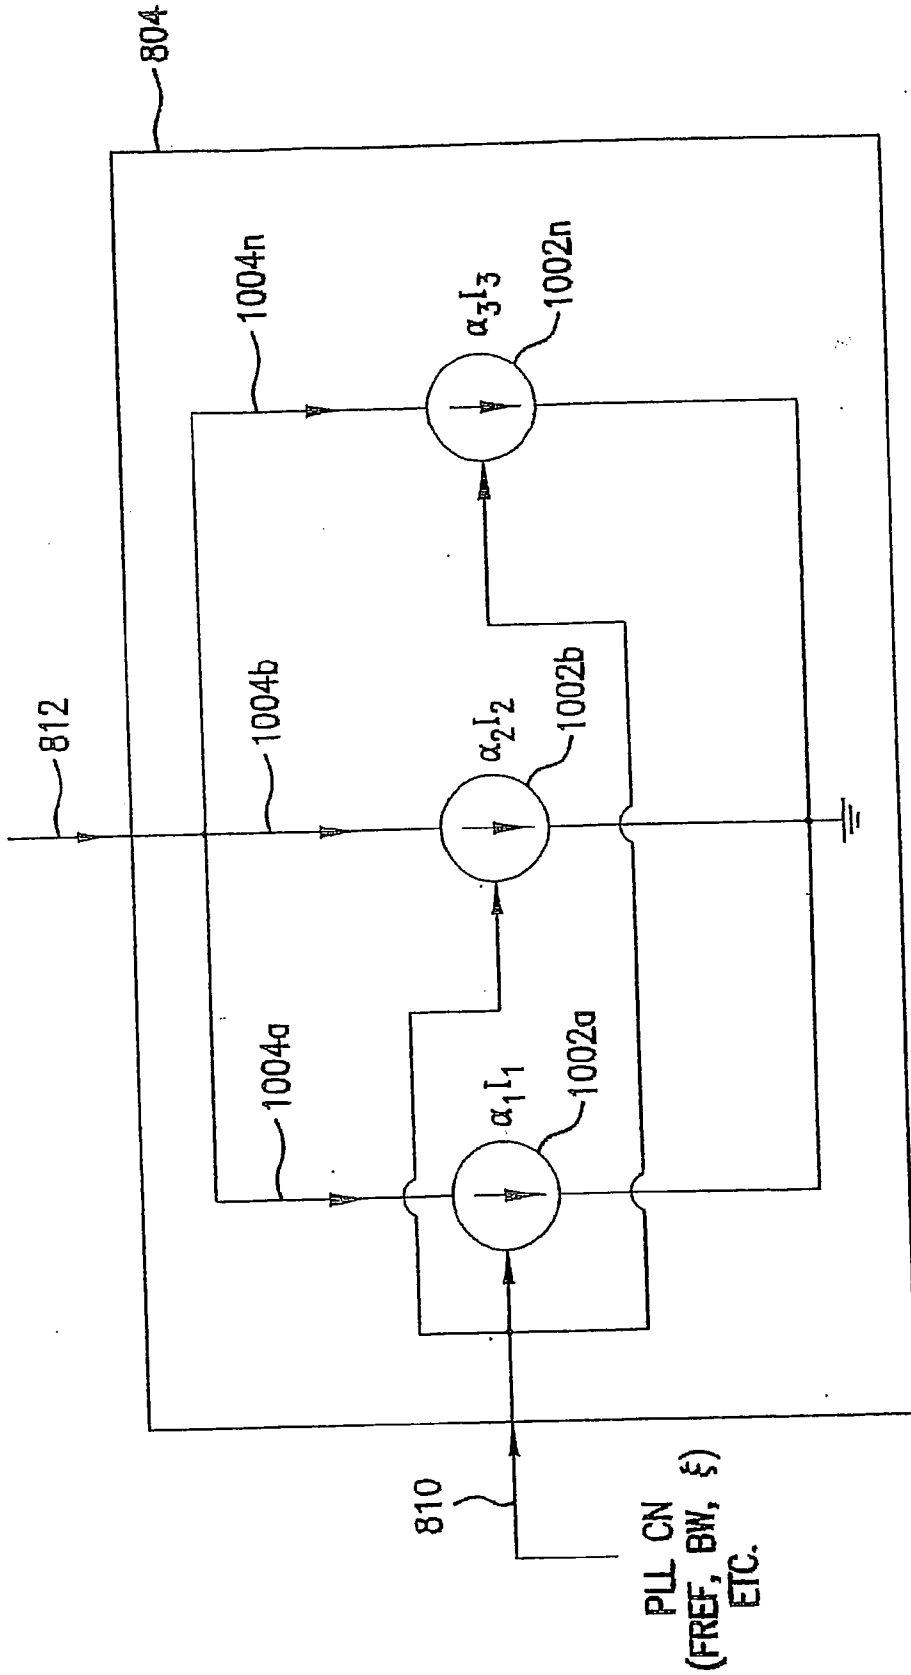 804
812
1004a
1004b
1004n
α₁I₁
α₂I₂
α₃I₃
1002a
1002b
1002n
810
PLL CN
(FREF, BW, ξ)
ETC.